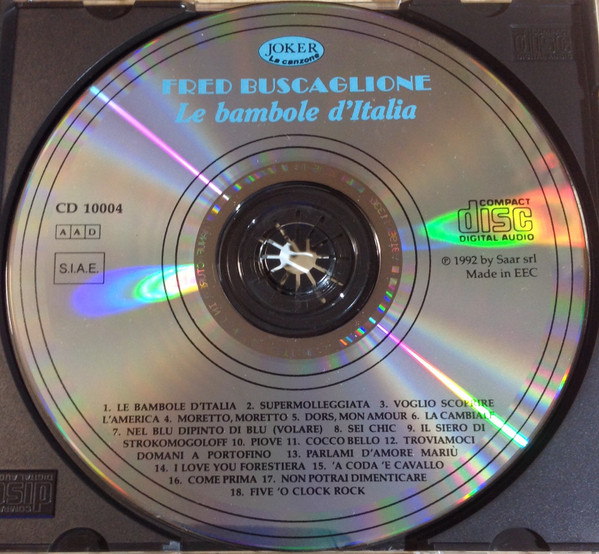 JOKER
La canzone
FRED BUSCAGLIONE
Le bambole d'Italia
CD 10004
A A D
S.I.A.E.
COMPACT
disc
DIGITAL AUDIO
℗ 1992 by Saar srl
Made in EEC
1. LE BAMBOLE D'ITALIA 2. SUPERMOLLEGGIATA 3. VOGLIO SCOPRIRE
L'AMERICA 4. MORETTO, MORETTO 5. DORS, MON AMOUR 6. LA CAMBIALE
7. NEL BLU DIPINTO DI BLU (VOLARE) 8. SEI CHIC 9. IL SIERO DI
STROKOMOGOLOFF 10. PIOVE 11. COCCO BELLO 12. TROVIAMOCI
DOMANI A PORTOFINO 13. PARLAMI D'AMORE MARIÙ
14. I LOVE YOU FORESTIERA 15. 'A CODA 'E CAVALLO
16. COME PRIMA 17. NON POTRAI DIMENTICARE
18. FIVE 'O CLOCK ROCK